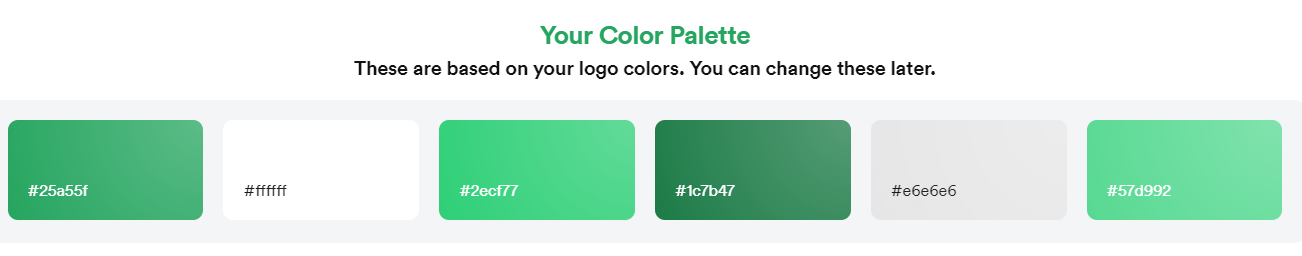 Your Color Palette
These are based on your logo colors. You can change these later.
#25a55f #ffffff #2ecf77 #1c7b47 #e6e6e6 #57d992